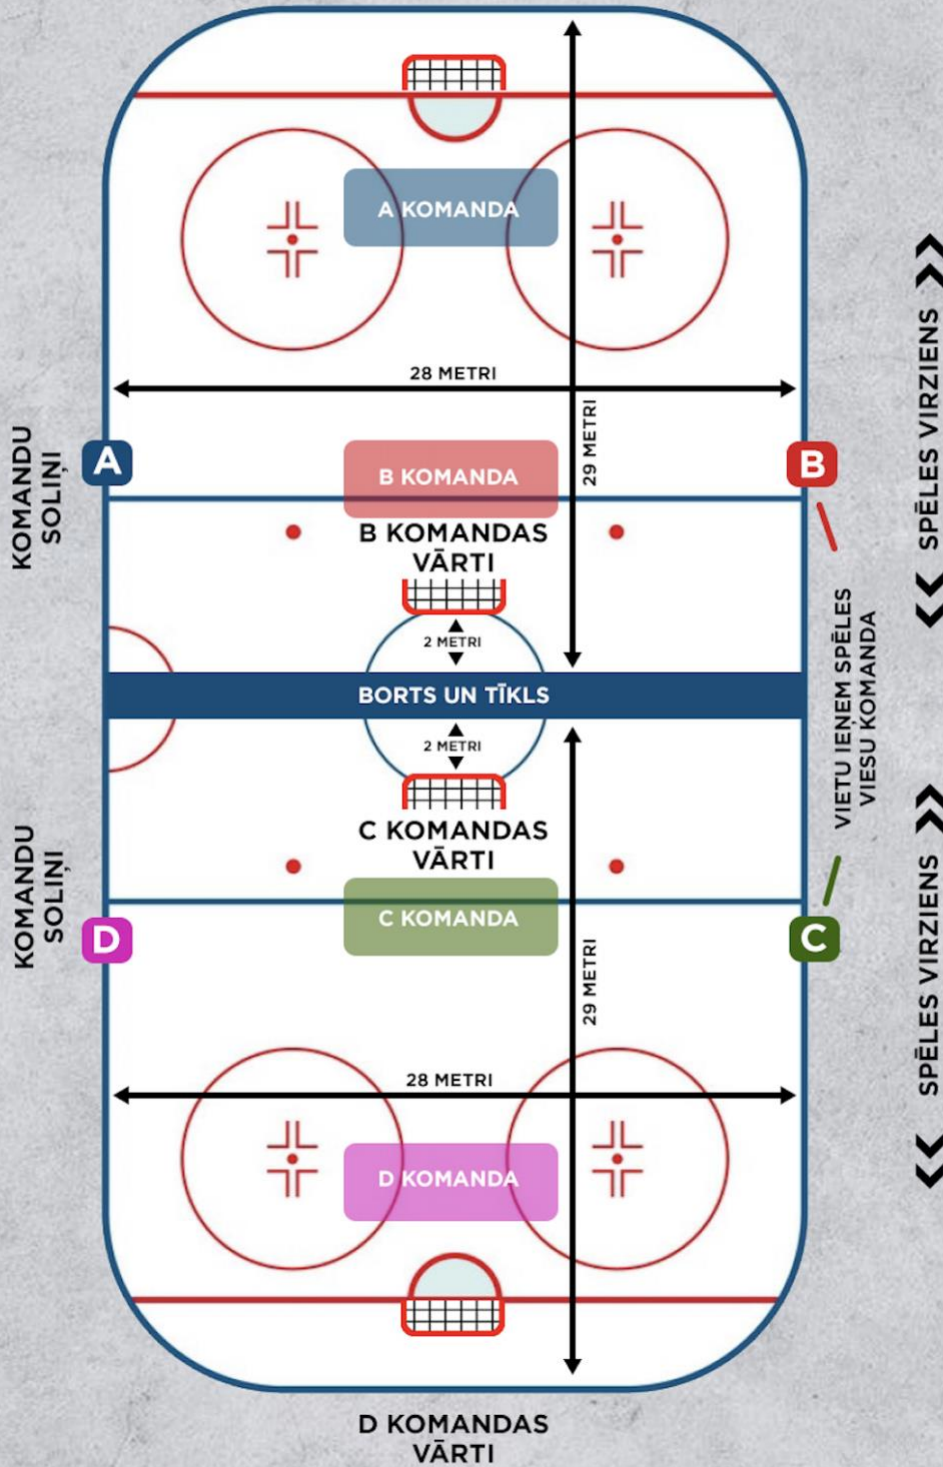 A KOMANDA
28 METRI
29 METRI
KOMANDU
SOLIŅI
A
B
B KOMANDA
B KOMANDAS
VĀRTI
2 METRI
SPĒLES VIRZIENS
BORTS UN TĪKLS
VIETU IEŅEM SPĒLES
VIESU KOMANDA
2 METRI
C KOMANDAS
VĀRTI
KOMANDU
SOLIŅI
D
C
C KOMANDA
29 METRI
SPĒLES VIRZIENS
28 METRI
D KOMANDA
D KOMANDAS
VĀRTI